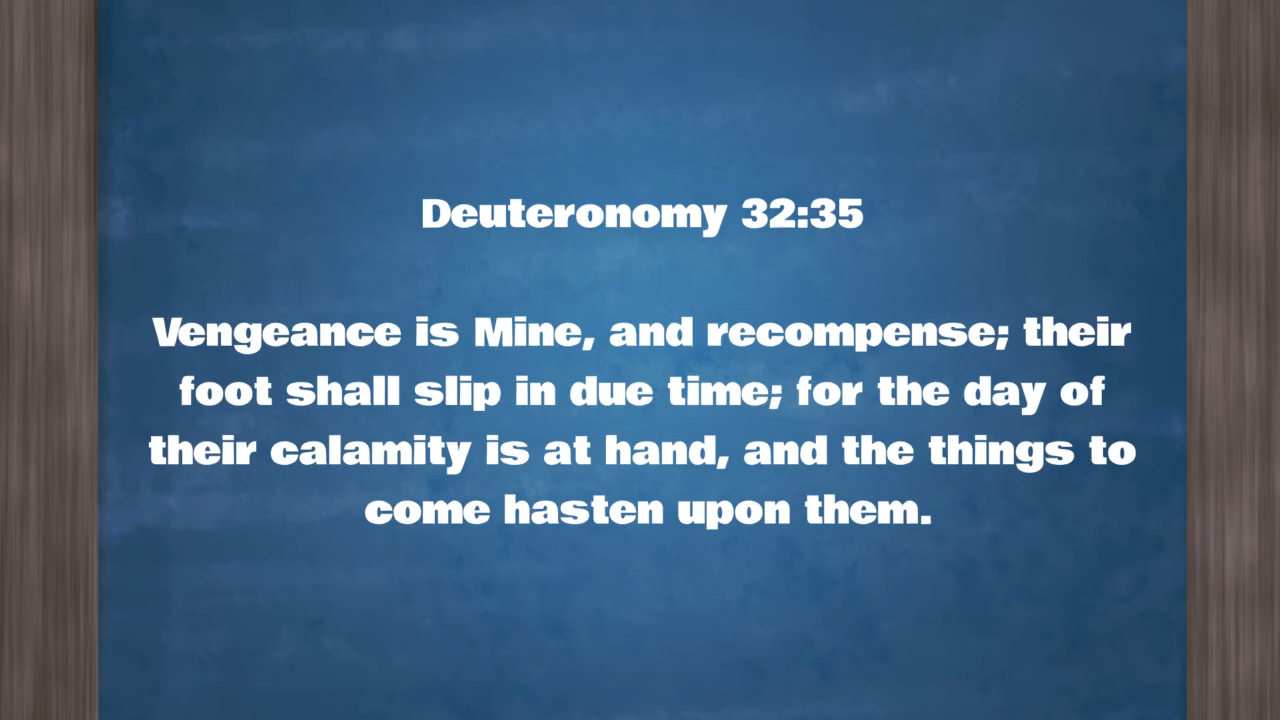 Deuteronomy 32:35
Vengeance is Mine, and recompense; their
foot shall slip in due time; for the day of
their calamity is at hand, and the things to
come hasten upon them.